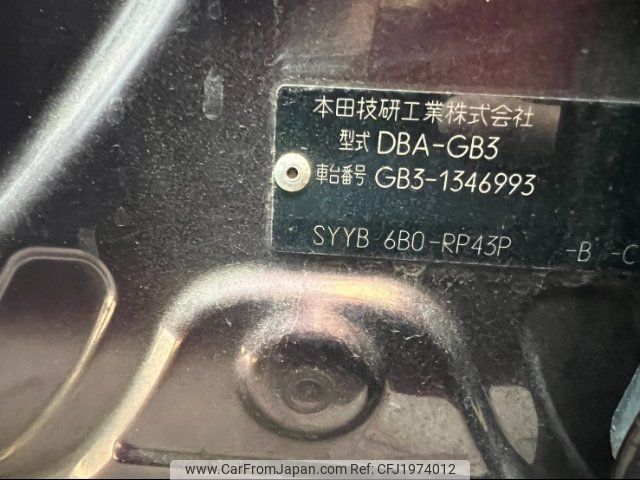 本田技研工業株式会社
型式 DBA-GB3
車台番号 GB3-1346993
SYYB 6B0-RP43P -B -C
www.CarFromJapan.com CFJ1974012